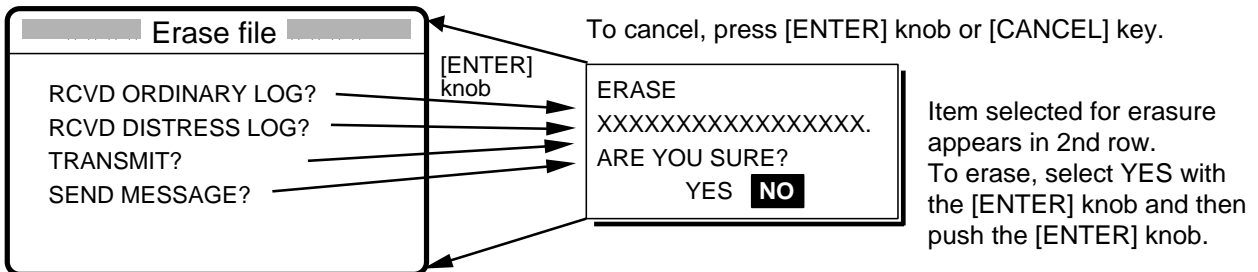 Erase file
RCVD ORDINARY LOG?
RCVD DISTRESS LOG?
TRANSMIT?
SEND MESSAGE?
[ENTER]
knob
To cancel, press [ENTER] knob or [CANCEL] key.
ERASE
XXXXXXXXXXXXXXXXX.
ARE YOU SURE?
YES NO
Item selected for erasure
appears in 2nd row.
To erase, select YES with
the [ENTER] knob and then
push the [ENTER] knob.